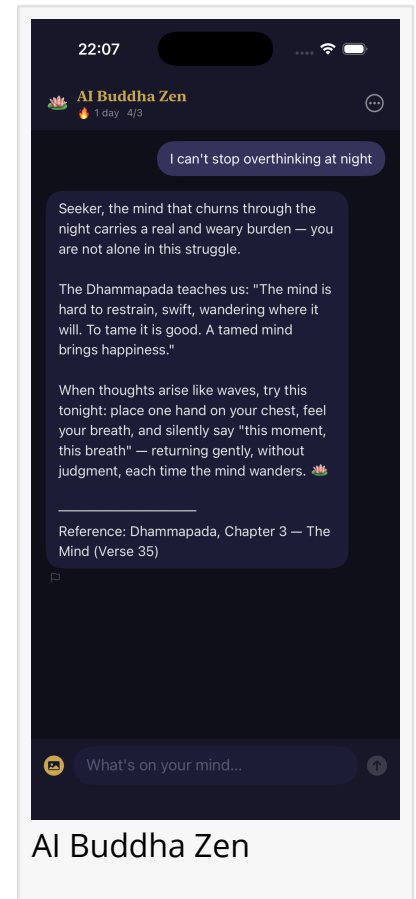 22:07
AI Buddha Zen
🔥 1 day 4/3
I can't stop overthinking at night
Seeker, the mind that churns through the
night carries a real and weary burden — you
are not alone in this struggle.
The Dhammapada teaches us: "The mind is
hard to restrain, swift, wandering where it
will. To tame it is good. A tamed mind
brings happiness."
When thoughts arise like waves, try this
tonight: place one hand on your chest, feel
your breath, and silently say "this moment,
this breath" — returning gently, without
judgment, each time the mind wanders. 🪷
Reference: Dhammapada, Chapter 3 — The
Mind (Verse 35)
What's on your mind...
AI Buddha Zen